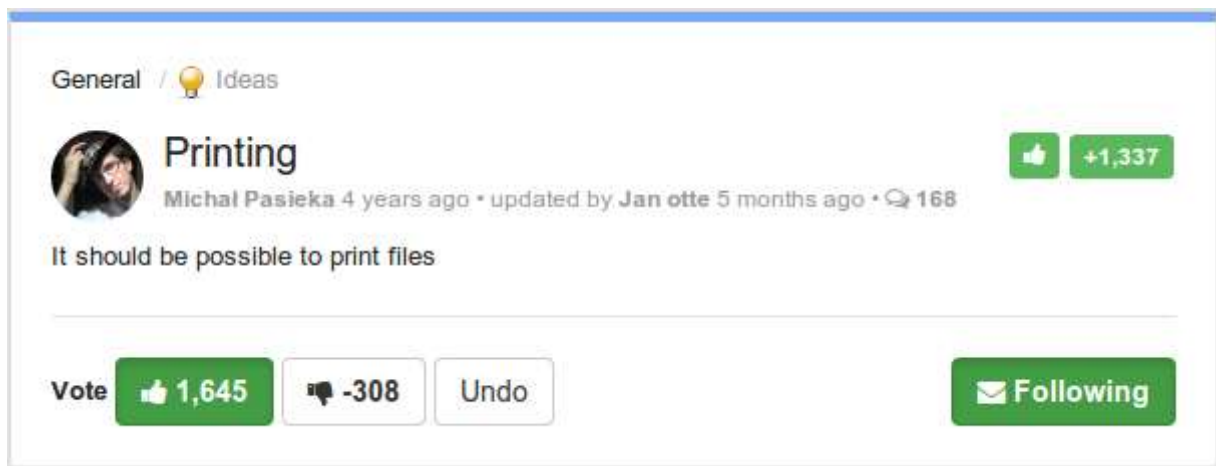 General / Ideas
Printing
+1,337
Michał Pasieka 4 years ago • updated by Jan otte 5 months ago • 168
It should be possible to print files
Vote 1,645 -308 Undo Following